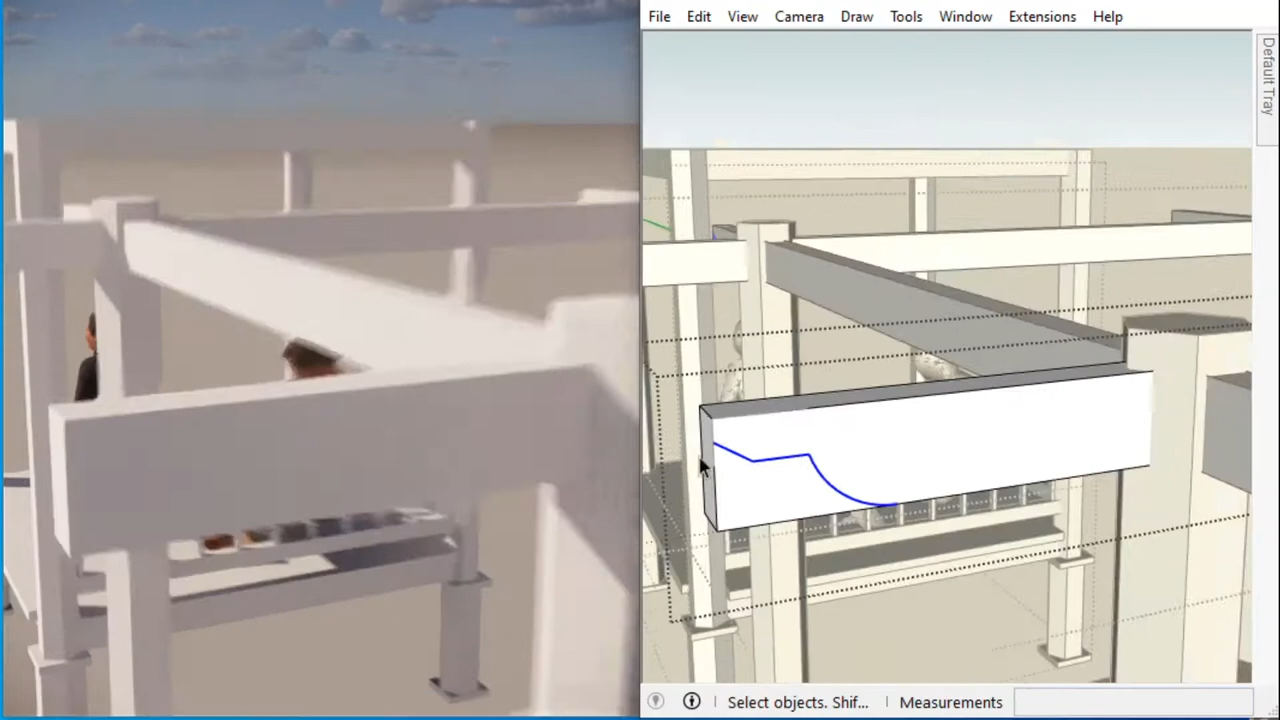 File Edit View Camera Draw Tools Window Extensions Help
Default Tray
Select objects. Shif... Measurements